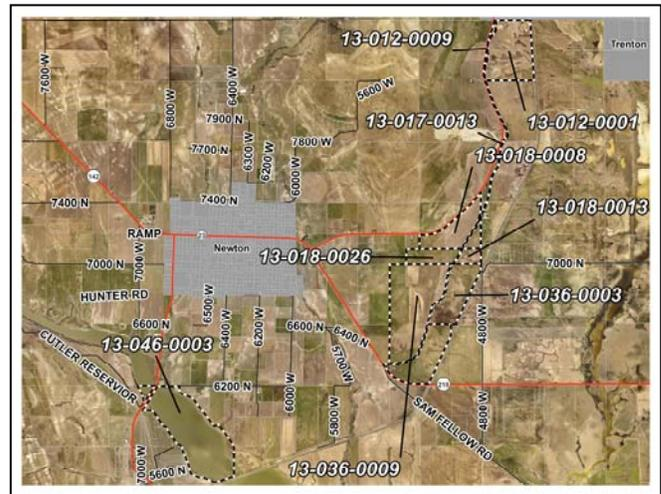 13-012-0009
Trenton
7600 W
6800 W
6400 N
5600 W
7900 N
13-017-0013
13-012-0001
7700 N
6300 W
6200 W
7800 W
13-018-0008
142
6000 W
7400 N
7400 N
13-018-0013
RAMP
23
Newton
7000 N
7000 W
13-018-0026
7000 N
HUNTER RD
13-036-0003
6600 N
6500 W
6400 W
6200 W
6600 N
6400 N
13-046-0003
5700 W
4800 W
CUTLER RESERVIOR
6200 N
6000 W
218
5800 W
SAM FELLOW RD
4800 W
7000 W
5600 N
13-036-0009